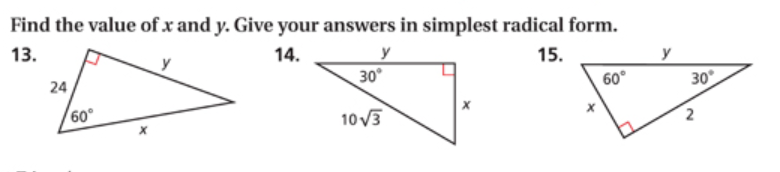 Find the value of x and y. Give your answers in simplest radical form.
13. 14. 15.
y y y
24 60° x
30° 10√3 x
60° 30° x 2